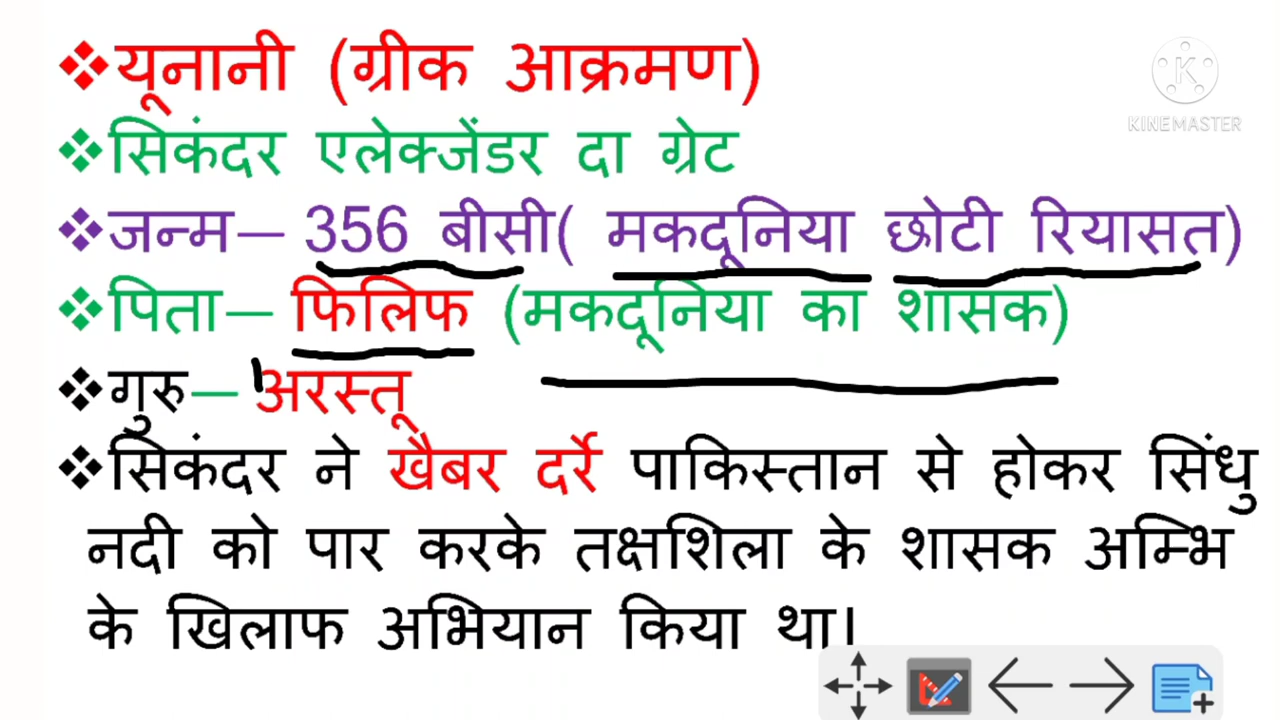 ❖यूनानी (ग्रीक आक्रमण)
❖सिकंदर एलेक्जेंडर दा ग्रेट
❖जन्म— 356 बीसी( मकदूनिया छोटी रियासत)
❖पिता— फिलिफ (मकदूनिया का शासक)
❖गुरु— अरस्तू
❖सिकंदर ने खैबर दर्रे पाकिस्तान से होकर सिंधु
नदी को पार करके तक्षशिला के शासक अम्भि
के खिलाफ अभियान किया था।
K
KINEMASTER